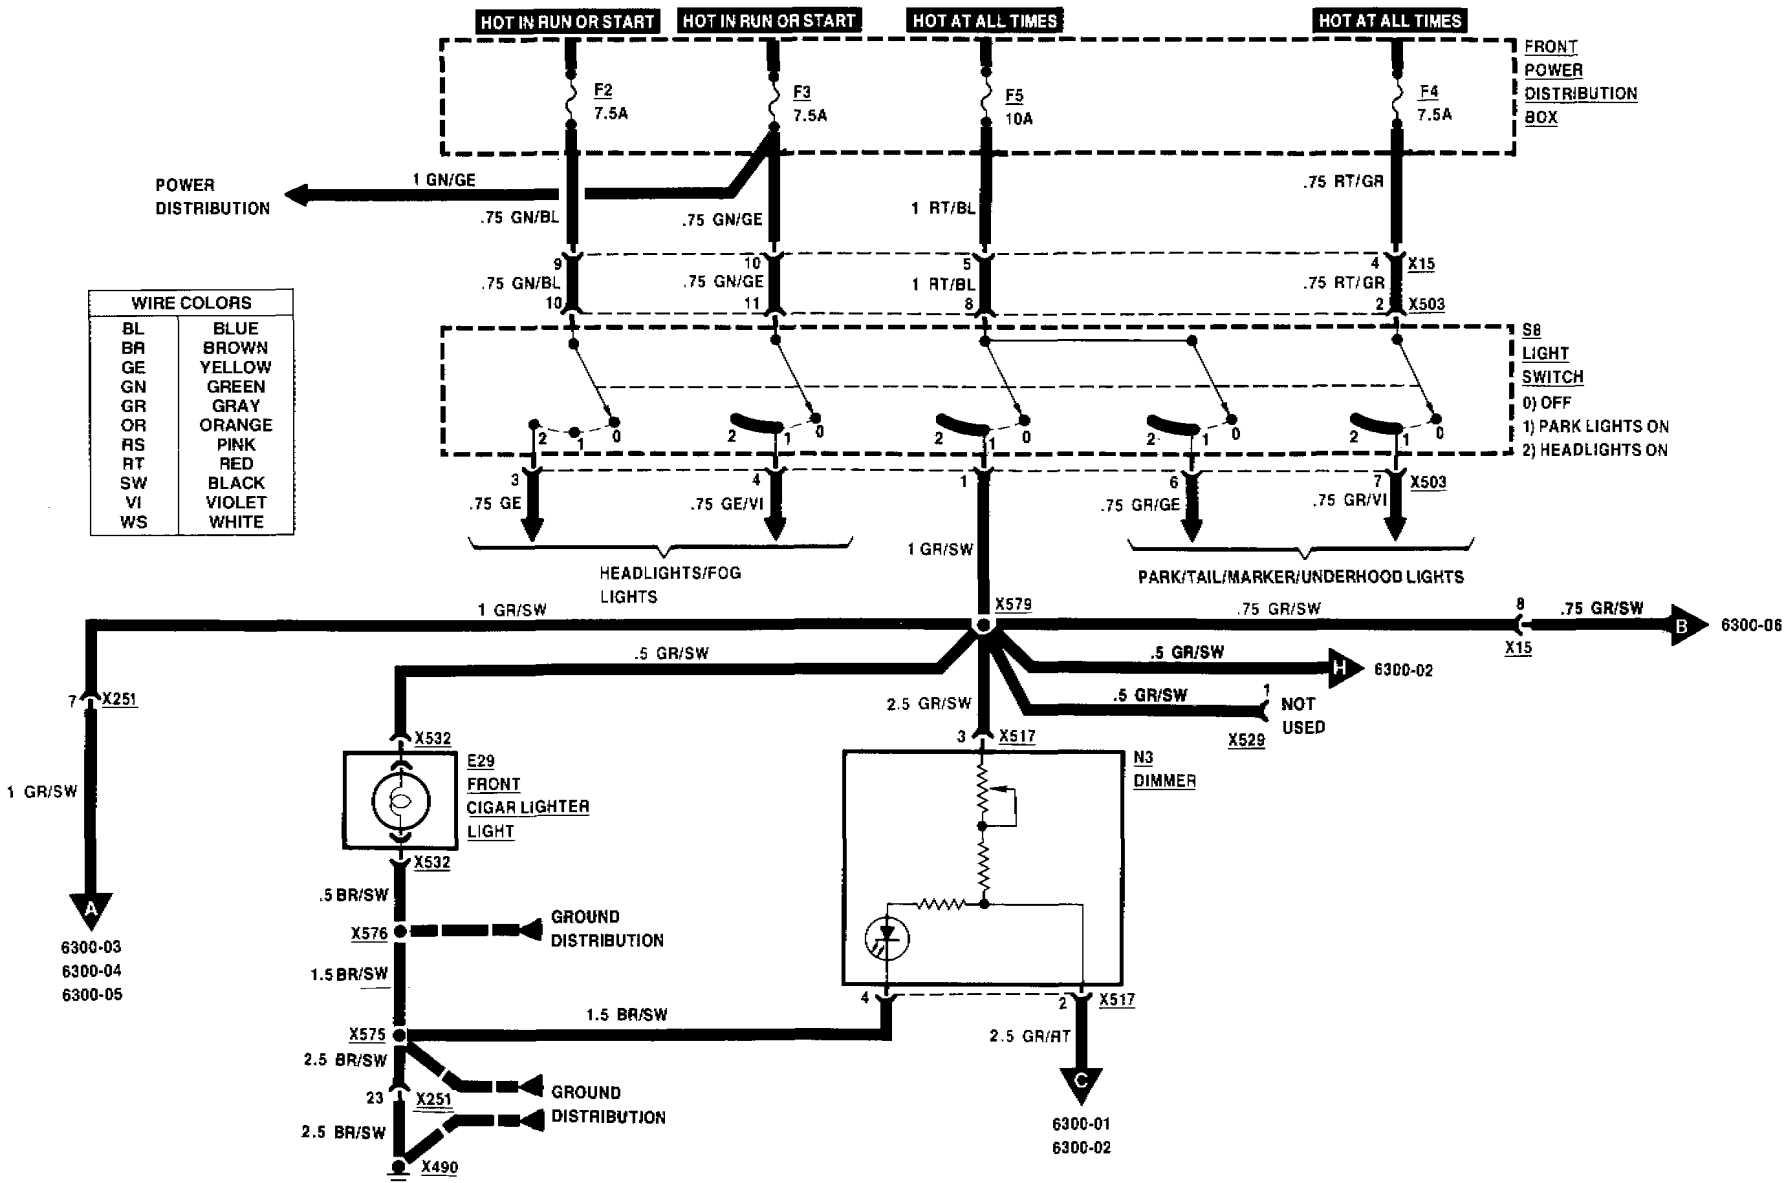 HOT IN RUN OR START
HOT IN RUN OR START
HOT AT ALL TIMES
HOT AT ALL TIMES
FRONT
POWER
DISTRIBUTION
BOX
F2
7.5A
F3
7.5A
F5
10A
F4
7.5A
POWER
DISTRIBUTION
1 GN/GE
.75 GN/BL
.75 GN/GE
1 RT/BL
.75 RT/GR
9
10
5
4
X15
.75 GN/BL
.75 GN/GE
1 RT/BL
.75 RT/GR
10
11
8
2
X503
WIRE COLORS
BL BLUE
BR BROWN
GE YELLOW
GN GREEN
GR GRAY
OR ORANGE
RS PINK
RT RED
SW BLACK
VI VIOLET
WS WHITE
S8
LIGHT
SWITCH
0) OFF
1) PARK LIGHTS ON
2) HEADLIGHTS ON
2 1 0
2 1 0
2 1 0
2 1 0
2 1 0
3
4
1
6
7
X503
.75 GE
.75 GE/VI
.75 GR/GE
.75 GR/VI
1 GR/SW
HEADLIGHTS/FOG
LIGHTS
PARK/TAIL/MARKER/UNDERHOOD LIGHTS
1 GR/SW
X579
.75 GR/SW
8
X15
.75 GR/SW
B
6300-06
.5 GR/SW
.5 GR/SW
H
6300-02
2.5 GR/SW
.5 GR/SW
1
X529
NOT
USED
7
X251
1 GR/SW
A
6300-03
6300-04
6300-05
X532
E29
FRONT
CIGAR LIGHTER
LIGHT
X532
3
X517
N3
DIMMER
.5 BR/SW
X576
GROUND
DISTRIBUTION
1.5 BR/SW
4
2
X517
1.5 BR/SW
X575
2.5 GR/RT
2.5 BR/SW
23
X251
GROUND
DISTRIBUTION
2.5 BR/SW
X490
C
6300-01
6300-02